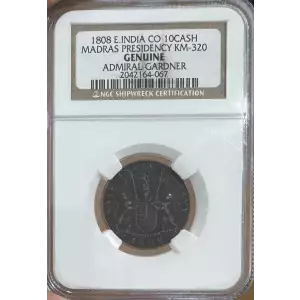 1808 E.INDIA CO 10CASH
MADRAS PRESIDENCY KM-320
GENUINE
ADMIRAL GARDNER
2042164-067
NGC SHIPWRECK CERTIFICATION